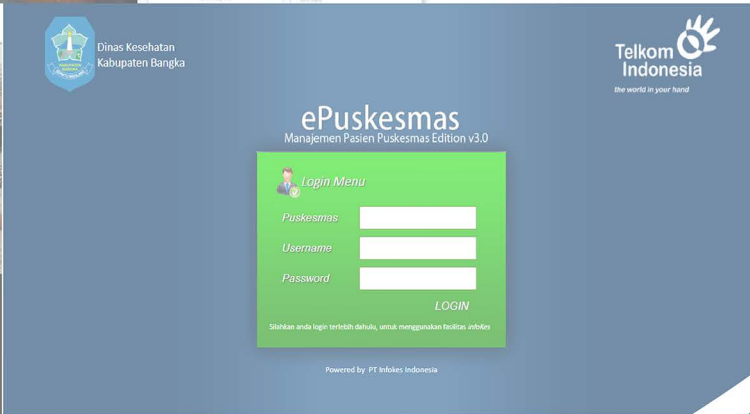 Dinas Kesehatan
Kabupaten Bangka
Telkom
Indonesia
the world in your hand
ePuskesmas
Manajemen Pasien Puskesmas Edition v3.0
Login Menu
Puskesmas
Username
Password
LOGIN
Silahkan anda login terlebih dahulu, untuk menggunakan fasilitas infoKes
Powered by PT Infokes Indonesia